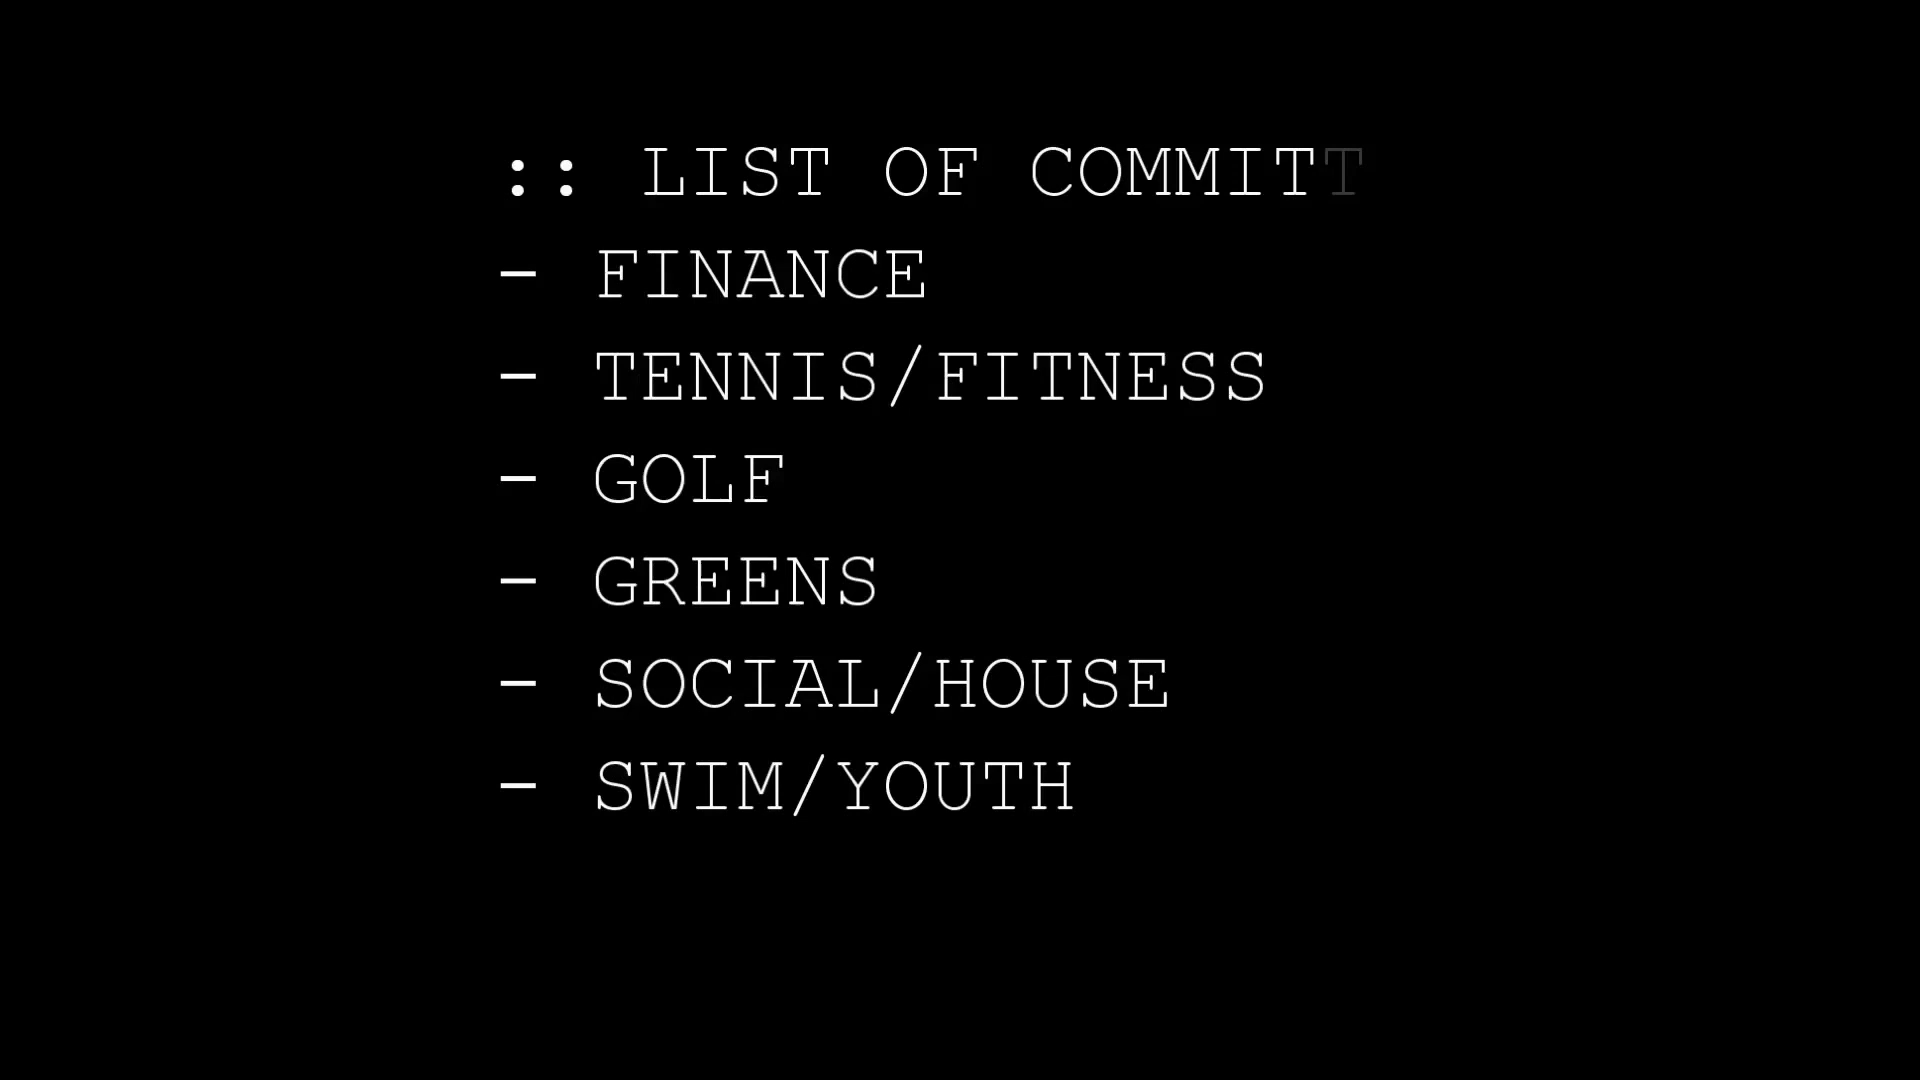 :: LIST OF COMMITT
- FINANCE
- TENNIS/FITNESS
- GOLF
- GREENS
- SOCIAL/HOUSE
- SWIM/YOUTH